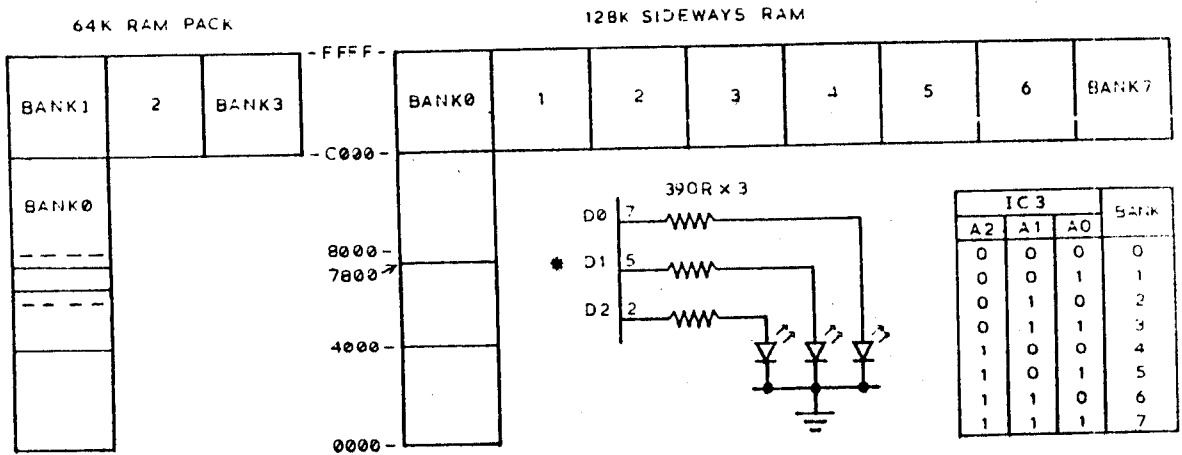 64K RAM PACK
128K SIDEWAYS RAM
BANK1 2 BANK3
-FFFF-
BANK0 1 2 3 4 5 6 BANK7
-C000-
BANK0
8000-
7800
4000-
0000-
390R x 3
D0 7
* D1 5
D2 2
IC3 BANK
A2 A1 A0
0 0 0 0
0 0 1 1
0 1 0 2
0 1 1 3
1 0 0 4
1 0 1 5
1 1 0 6
1 1 1 7